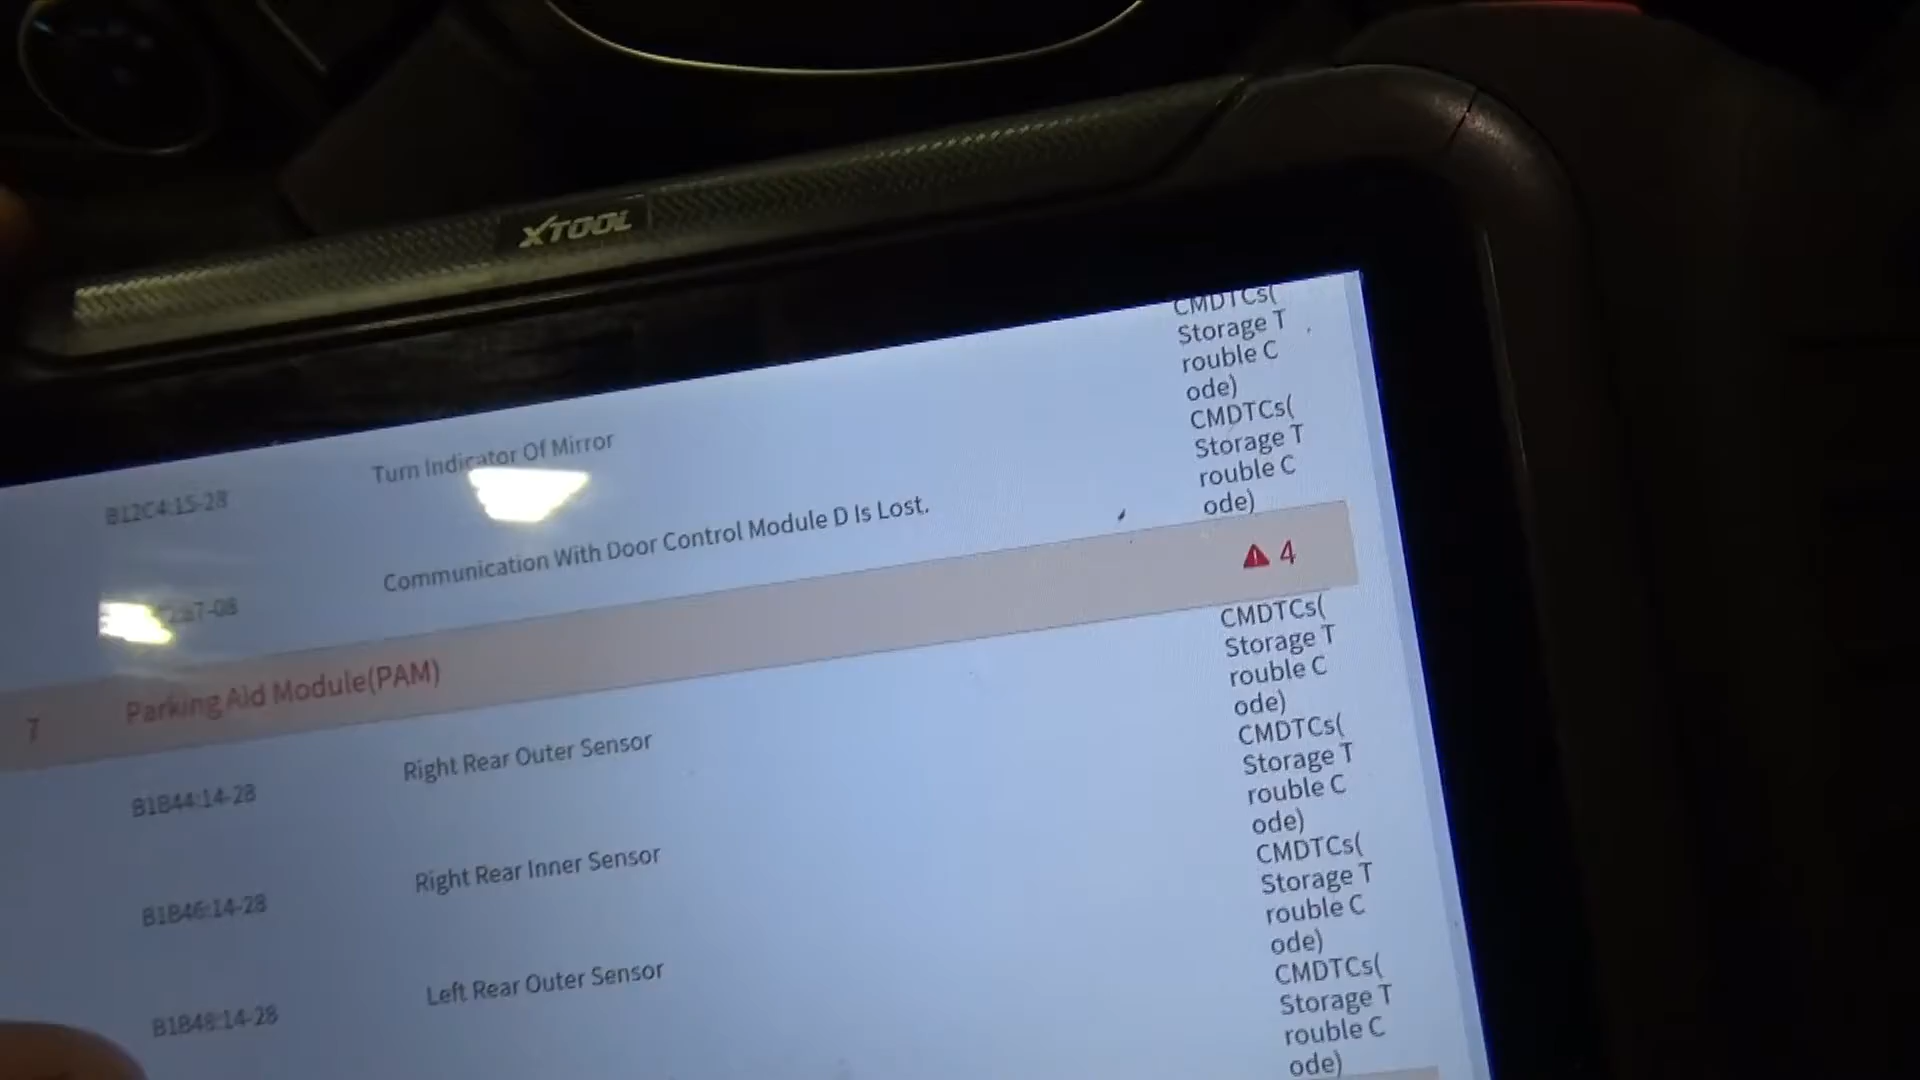 XTOOL
CMDTCs(
Storage T
rouble C
ode)
B12C4:15-28
Turn Indicator Of Mirror
CMDTCs(
Storage T
rouble C
ode)
Communication With Door Control Module D Is Lost.
7 Parking Aid Module(PAM) 4
B1B44:14-28
Right Rear Outer Sensor
CMDTCs(
Storage T
rouble C
ode)
B1B46:14-28
Right Rear Inner Sensor
CMDTCs(
Storage T
rouble C
ode)
B1B48:14-28
Left Rear Outer Sensor
CMDTCs(
Storage T
rouble C
ode)
CMDTCs(
Storage T
rouble C
ode)